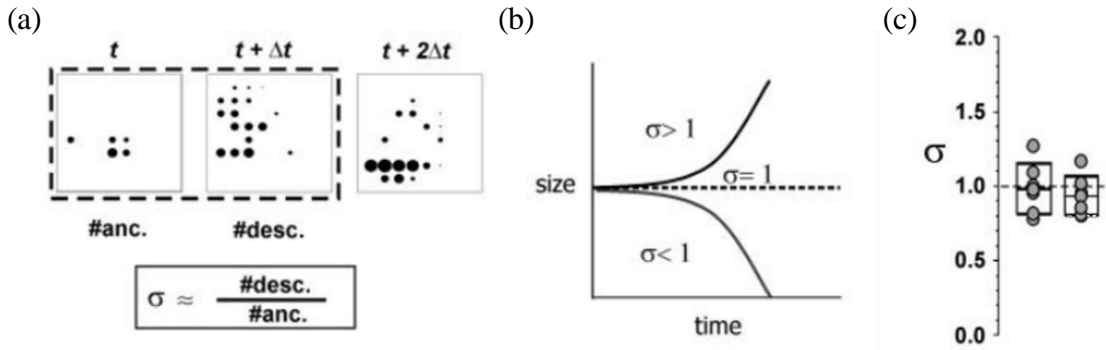 (a)
t t + Δt t + 2Δt
#anc. #desc.
σ ≈ #desc.
#anc.
(b)
σ> 1
size
σ= 1
σ< 1
time
(c)
2.0
1.5
σ
1.0
0.5
0.0